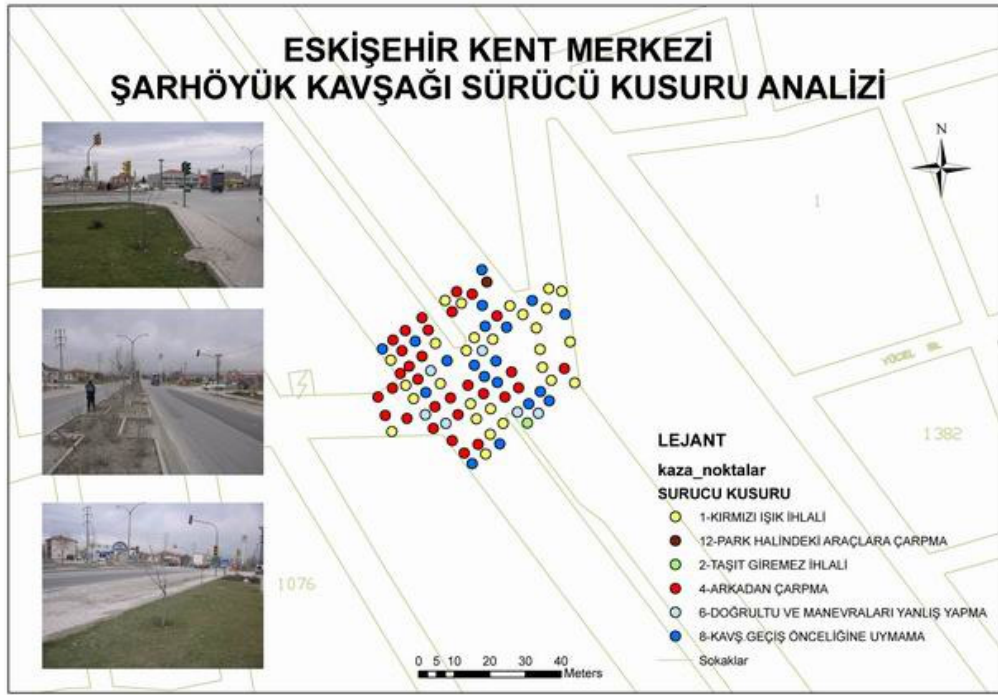 ESKİŞEHİR KENT MERKEZİ
ŞARHÖYÜK KAVŞAĞI SÜRÜCÜ KUSURU ANALİZİ
N
1
YÜCEL BL
1382
1076
LEJANT
kaza_noktalar
SURUCU KUSURU
1-KIRMIZI IŞIK İHLALİ
12-PARK HALİNDEKİ ARAÇLARA ÇARPMA
2-TAŞIT GİREMEZ İHLALİ
4-ARKADAN ÇARPMA
6-DOĞRULTU VE MANEVRALARI YANLIŞ YAPMA
8-KAVŞ.GEÇİŞ ÖNCELİĞİNE UYMAMA
Sokaklar
0 5 10 20 30 40
Meters